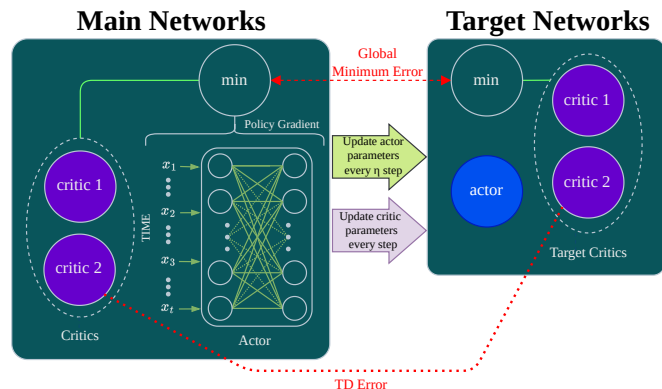 Main Networks
Target Networks
min
Global
Minimum Error
min
critic 1
critic 2
actor
Target Critics
Policy Gradient
critic 1
critic 2
Critics
TIME
x1
x2
x3
xt
Actor
Update actor
parameters
every η step
Update critic
parameters
every step
TD Error